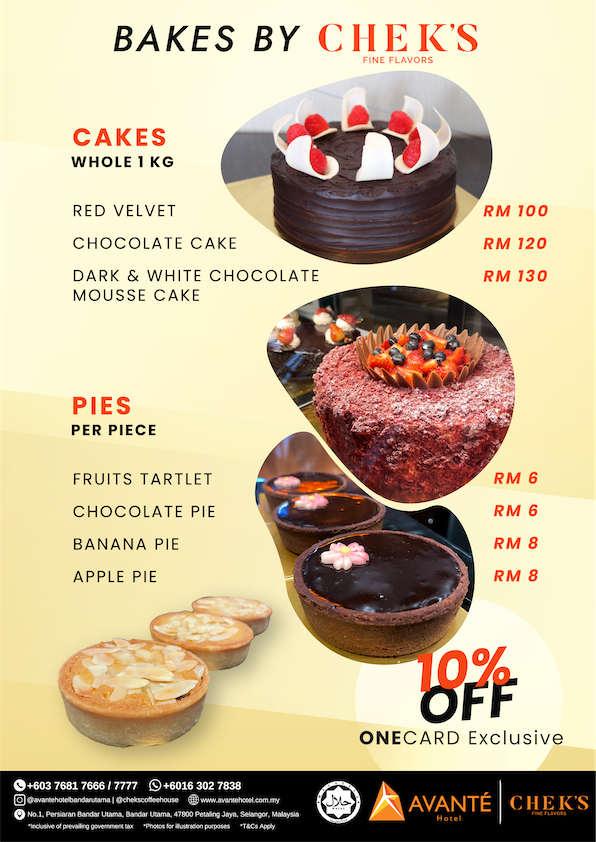 BAKES BY CHEK'S
FINE FLAVORS
CAKES
WHOLE 1 KG
RED VELVET RM 100
CHOCOLATE CAKE RM 120
DARK & WHITE CHOCOLATE RM 130
MOUSSE CAKE
PIES
PER PIECE
FRUITS TARTLET RM 6
CHOCOLATE PIE RM 6
BANANA PIE RM 8
APPLE PIE RM 8
10%
OFF
ONECARD Exclusive
+603 7681 7666 / 7777 +6016 302 7838
@avantehotelbandarutama | @chekscoffeehouse www.avantehotel.com.my
No.1, Persiaran Bandar Utama, Bandar Utama, 47800 Petaling Jaya, Selangor, Malaysia
*Inclusive of prevailing government tax *Photos for illustration purposes *T&Cs Apply
حلال
HALAL
AVANTÉ
Hotel
CHEK'S
FINE FLAVORS